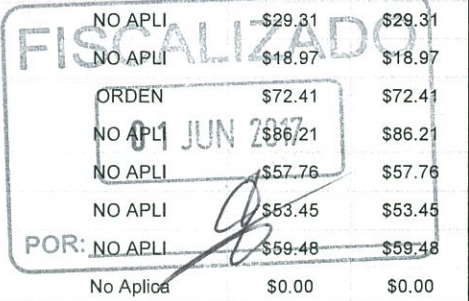 NO APLI $29.31 $29.31
FISCALIZADO
NO APLI $18.97 $18.97
ORDEN $72.41 $72.41
NO APLI $86.21 $86.21
01 JUN 2017
NO APLI $57.76 $57.76
NO APLI $53.45 $53.45
POR: NO APLI $59.48 $59.48
No Aplica $0.00 $0.00